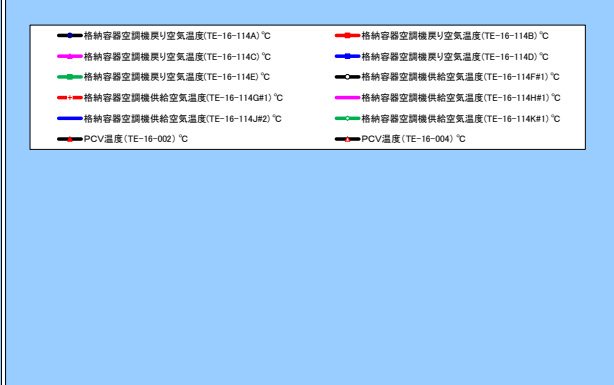 格納容器空調機戻り空気温度(TE-16-114A) ℃ 格納容器空調機戻り空気温度(TE-16-114B) ℃
格納容器空調機戻り空気温度(TE-16-114C) ℃ 格納容器空調機戻り空気温度(TE-16-114D) ℃
格納容器空調機戻り空気温度(TE-16-114E) ℃ 格納容器空調機供給空気温度(TE-16-114F#1) ℃
格納容器空調機供給空気温度(TE-16-114G#1) ℃ 格納容器空調機供給空気温度(TE-16-114H#1) ℃
格納容器空調機供給空気温度(TE-16-114J#2) ℃ 格納容器空調機供給空気温度(TE-16-114K#1) ℃
PCV温度(TE-16-002) ℃ PCV温度(TE-16-004) ℃